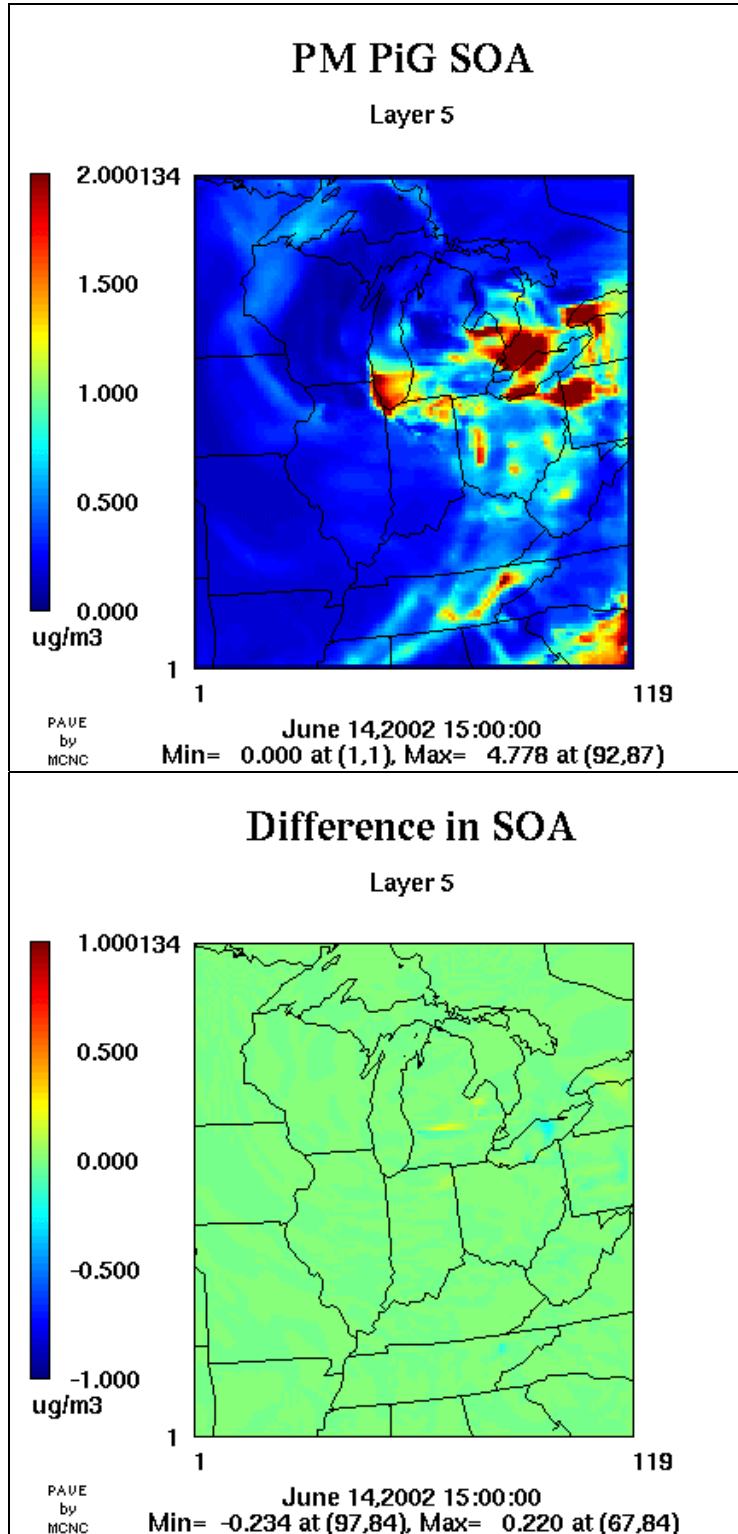 PM PiG SOA
Layer 5
2.000 134
1.500
1.000
0.500
0.000
ug/m3
1
1 119
PAVE
by
MCNC
June 14,2002 15:00:00
Min= 0.000 at (1,1), Max= 4.778 at (92,87)
Difference in SOA
Layer 5
1.000 134
0.500
0.000
-0.500
-1.000
ug/m3
1
1 119
PAVE
by
MCNC
June 14,2002 15:00:00
Min= -0.234 at (97,84), Max= 0.220 at (67,84)